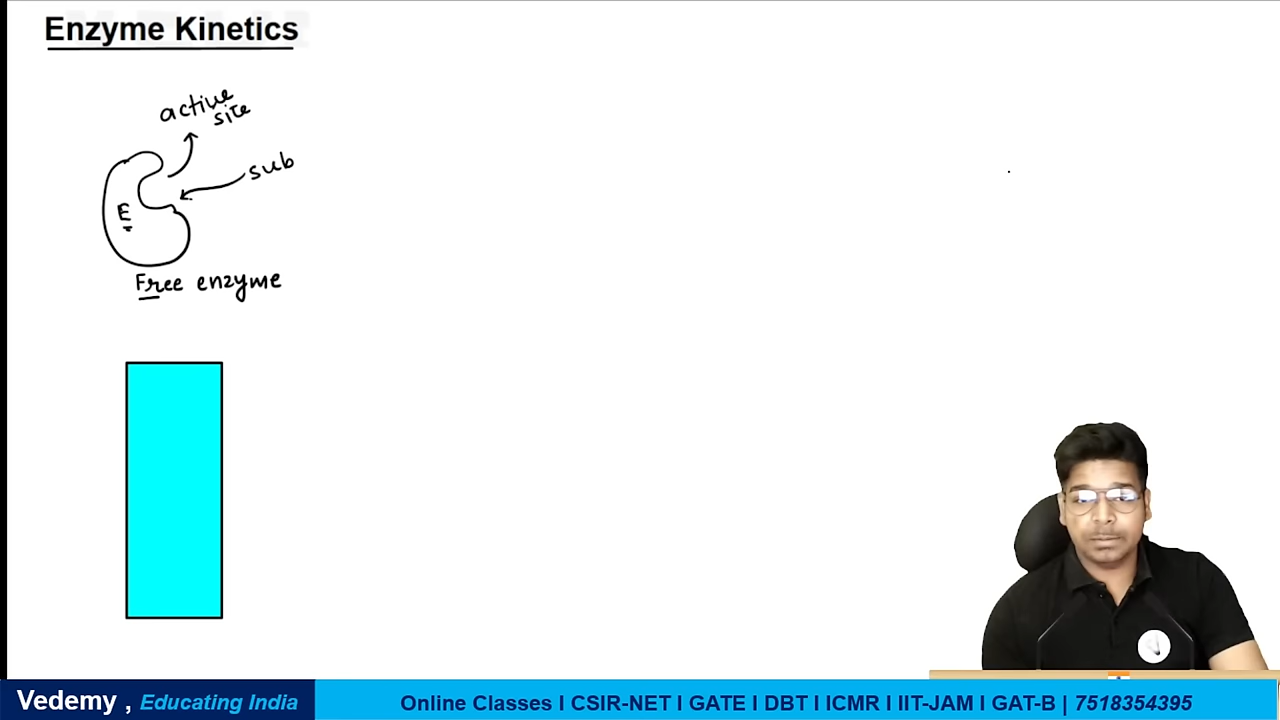 Enzyme Kinetics
active
site
sub
E
Free enzyme
Vedemy , Educating India
Online Classes I CSIR-NET I GATE I DBT I ICMR I IIT-JAM I GAT-B | 7518354395